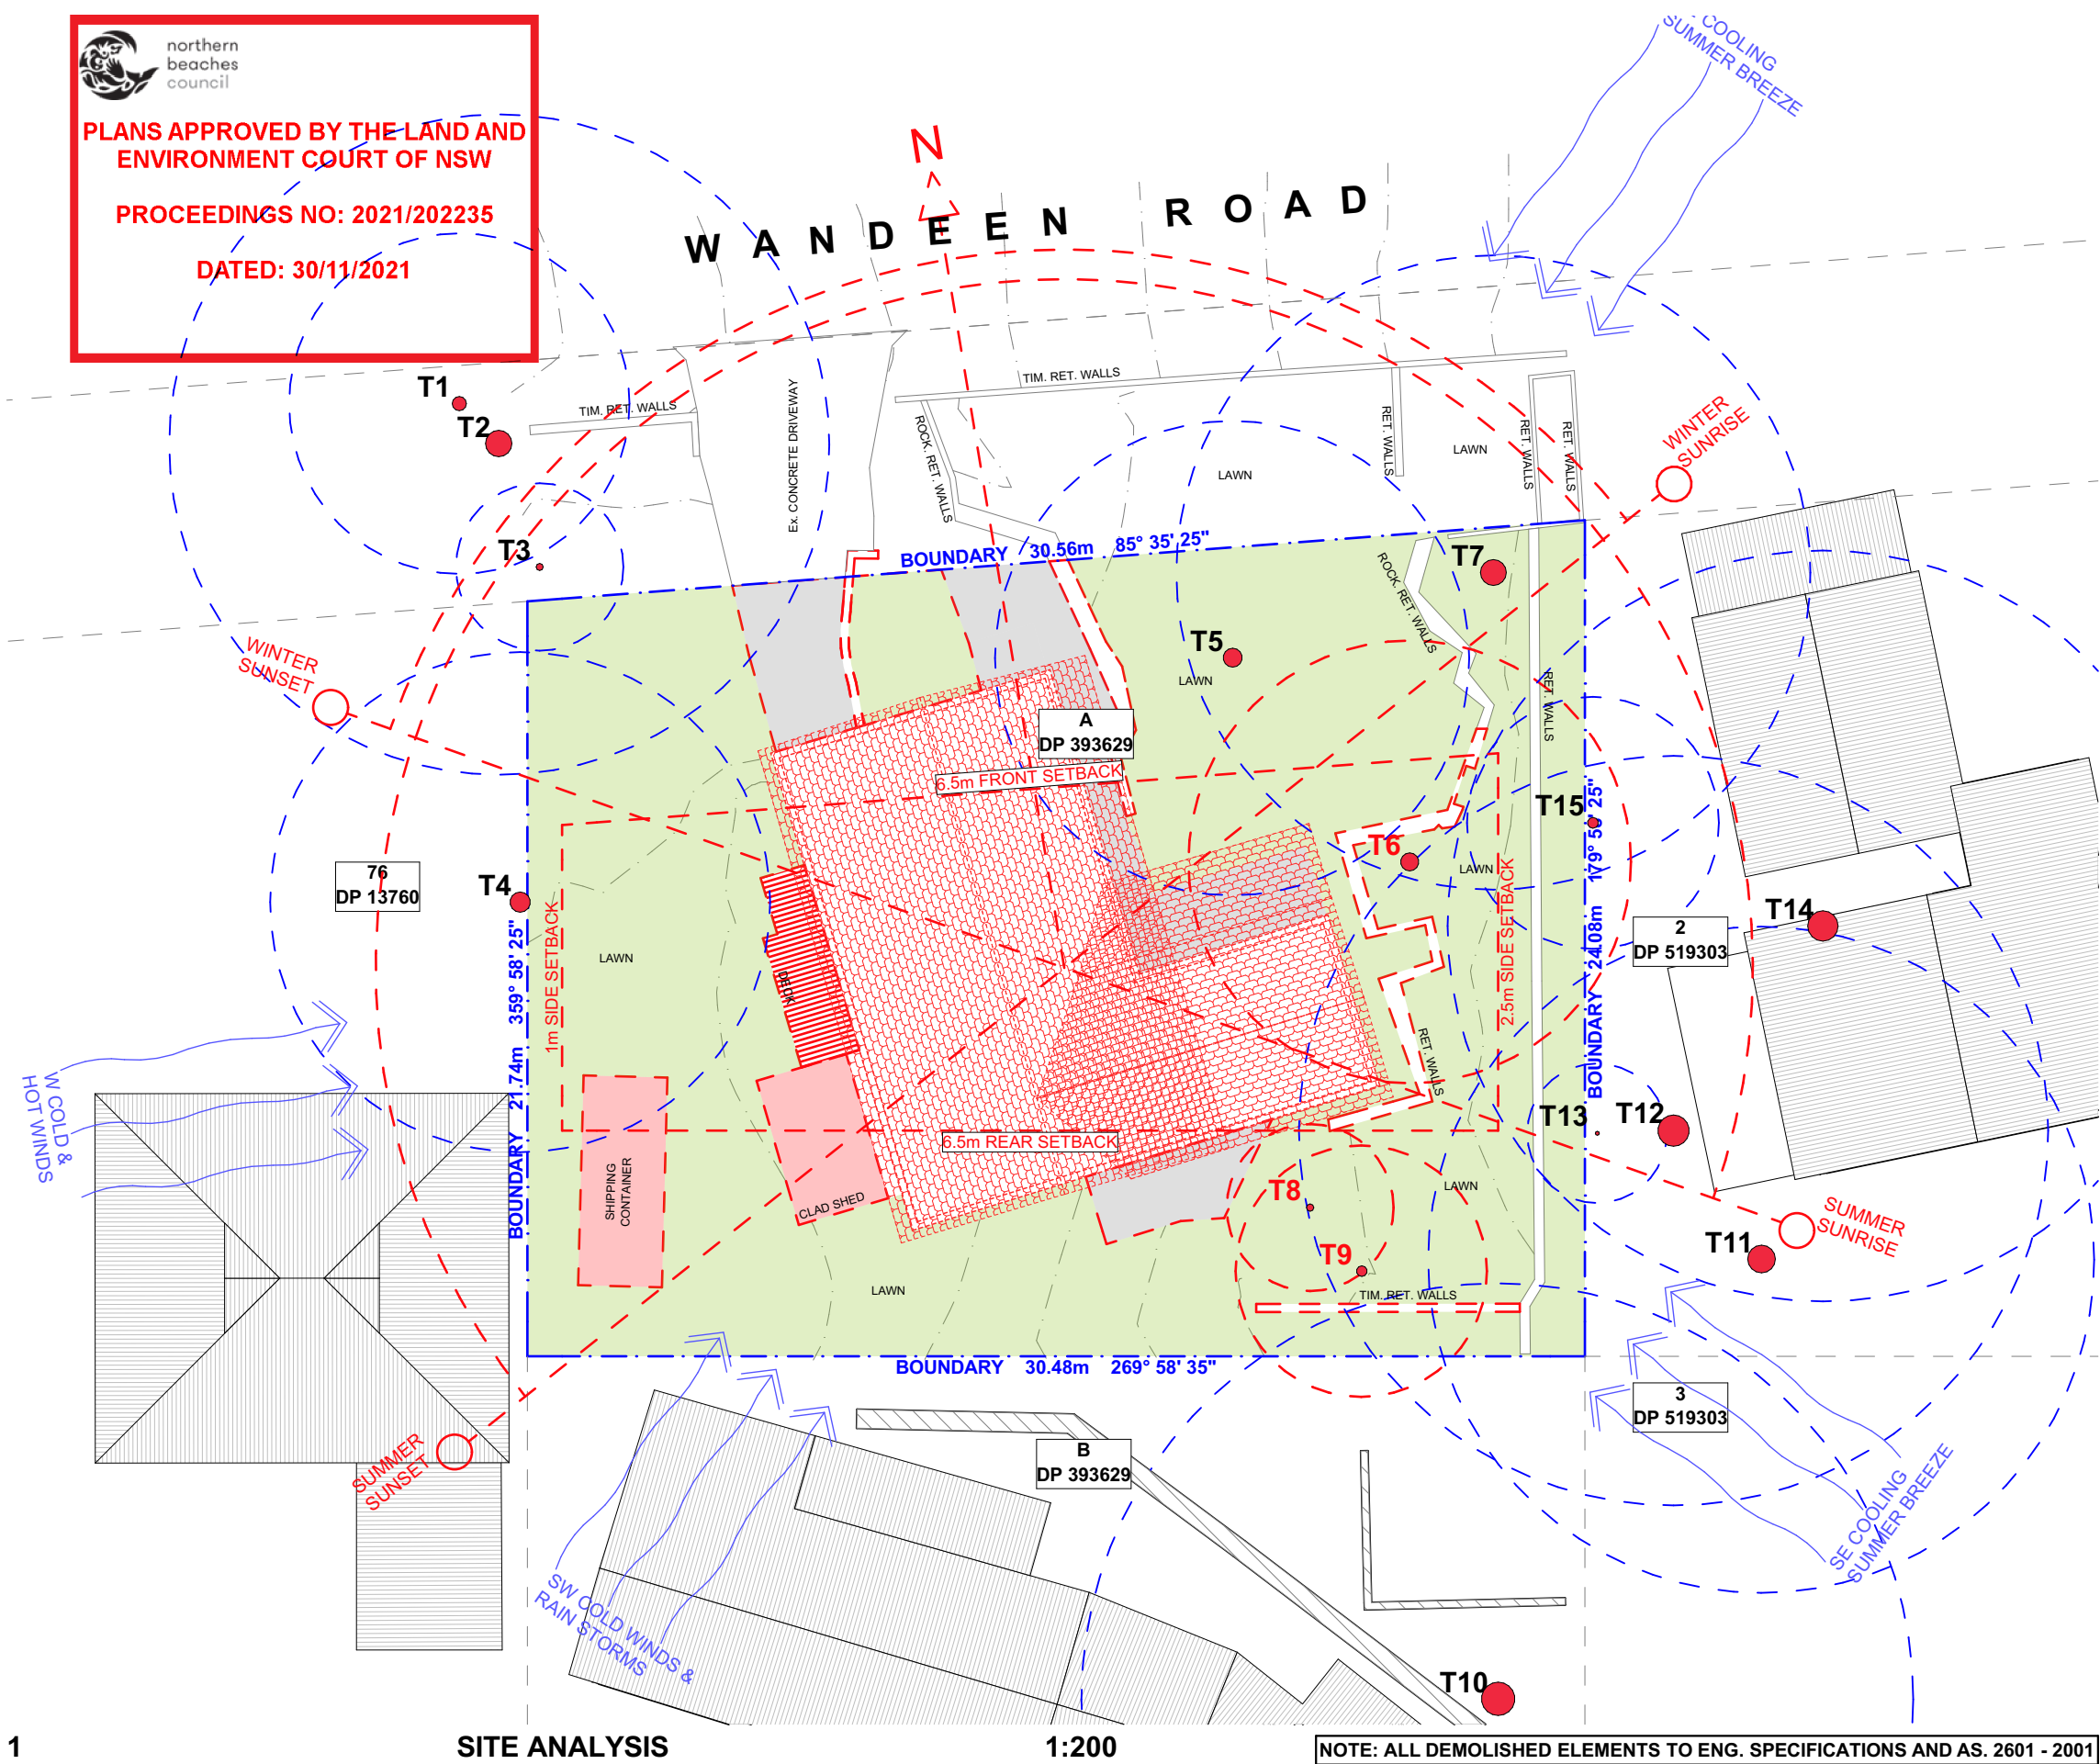 northern
beaches
council
PLANS APPROVED BY THE LAND AND
ENVIRONMENT COURT OF NSW
PROCEEDINGS NO: 2021/202235
DATED: 30/11/2021
COOLING
SUMMER BREEZE
N
WANDEEN ROAD
T1
T2
TIM. RET. WALLS
Ex. CONCRETE DRIVEWAY
TIM. RET. WALLS
ROCK. RET. WALLS
RET. WALLS
LAWN
LAWN
RET. WALLS
RET. WALLS
WINTER
SUNRISE
T3
BOUNDARY 30.56m 85° 35' 25"
T7
ROCK. RET. WALLS
WINTER
SUNSET
T5
LAWN
RET. WALLS
A
DP 393629
6.5m FRONT SETBACK
T15
T6
LAWN
76
DP 13760
T4
T14
2
DP 519303
LAWN
DECK
1m SIDE SETBACK
2.5m SIDE SETBACK
BOUNDARY 21.74m 359° 58' 25"
BOUNDARY 24.08m
RET. WALLS
W COLD &
HOT WINDS
T13
T12
6.5m REAR SETBACK
SHIPPING
CONTAINER
CLAD SHED
T8
LAWN
T9
T11
SUMMER
SUNRISE
LAWN
TIM. RET. WALLS
BOUNDARY 30.48m 269° 58' 35"
3
DP 519303
B
DP 393629
SUMMER
SUNSET
SE COOLING
SUMMER BREEZE
SW COLD WINDS &
RAIN STORMS
T10
1
SITE ANALYSIS
1:200
NOTE: ALL DEMOLISHED ELEMENTS TO ENG. SPECIFICATIONS AND AS. 2601 - 2001